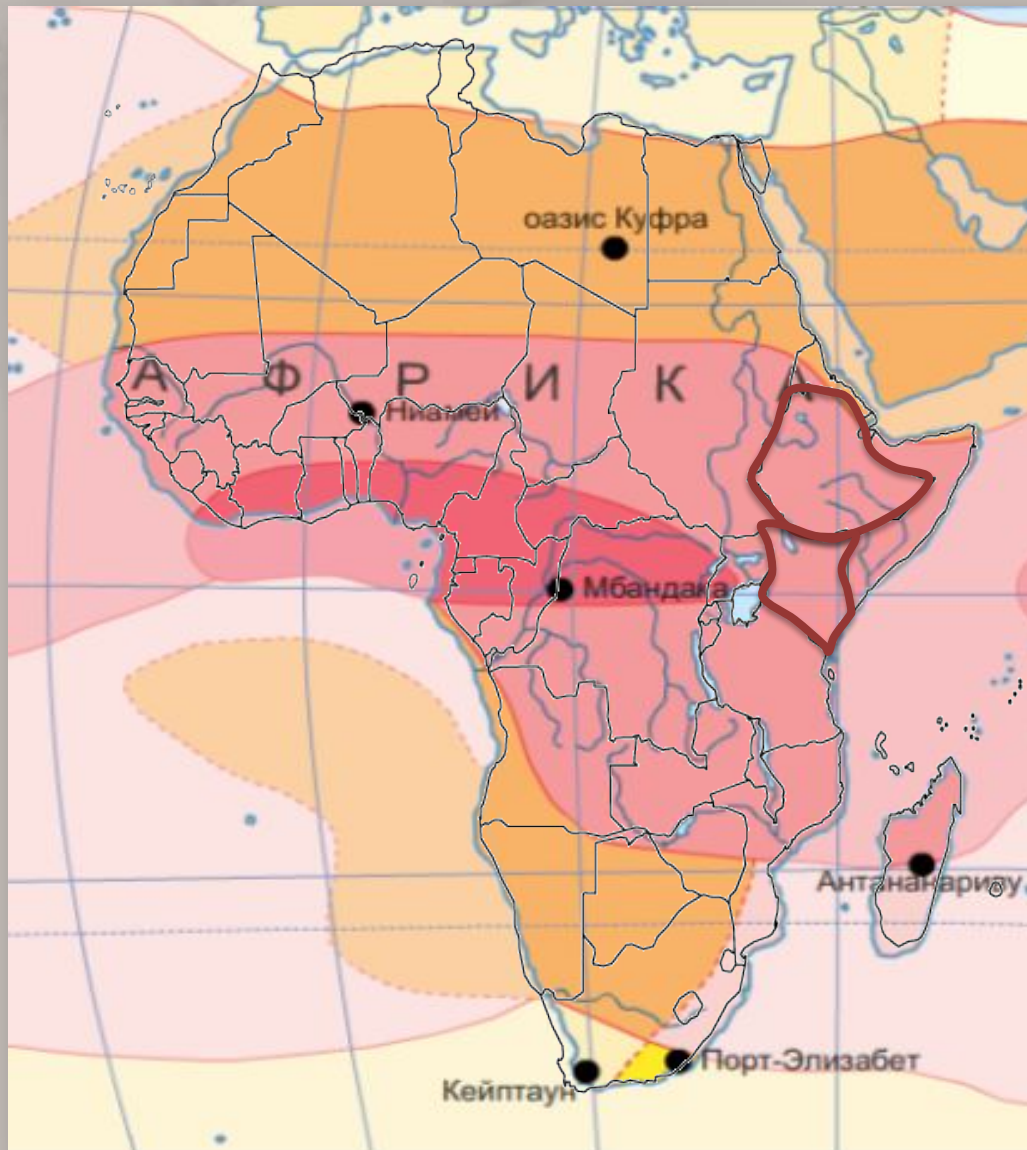 оазис Куфра
А Ф Р И К А
Ниамей
Мбандака
Антананариву
Порт-Элизабет
Кейптаун